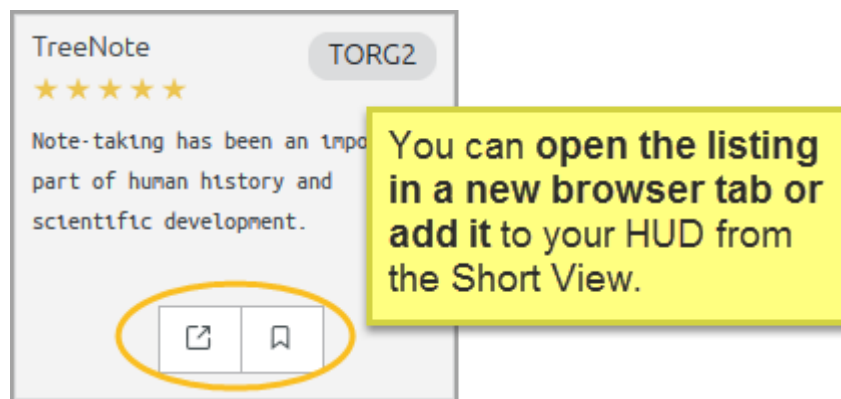 TreeNote
TORG2
Note-taking has been an impo
part of human history and
scientific development.
You can open the listing
in a new browser tab or
add it to your HUD from
the Short View.